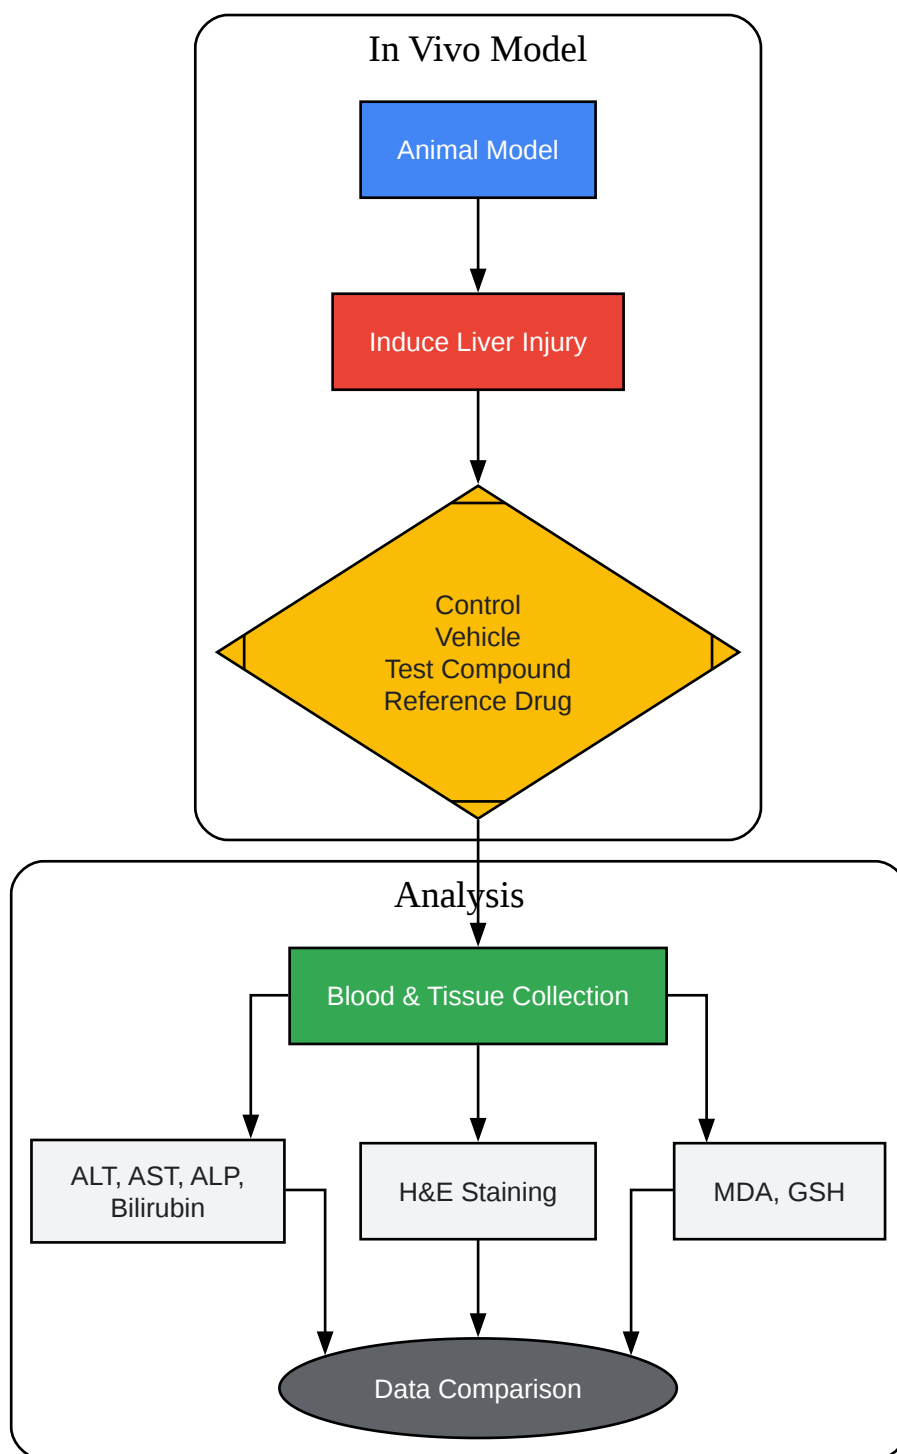 In Vivo Model
Animal Model
Induce Liver Injury
Control
Vehicle
Test Compound
Reference Drug
Analysis
Blood & Tissue Collection
ALT, AST, ALP,
Bilirubin
H&E Staining
MDA, GSH
Data Comparison